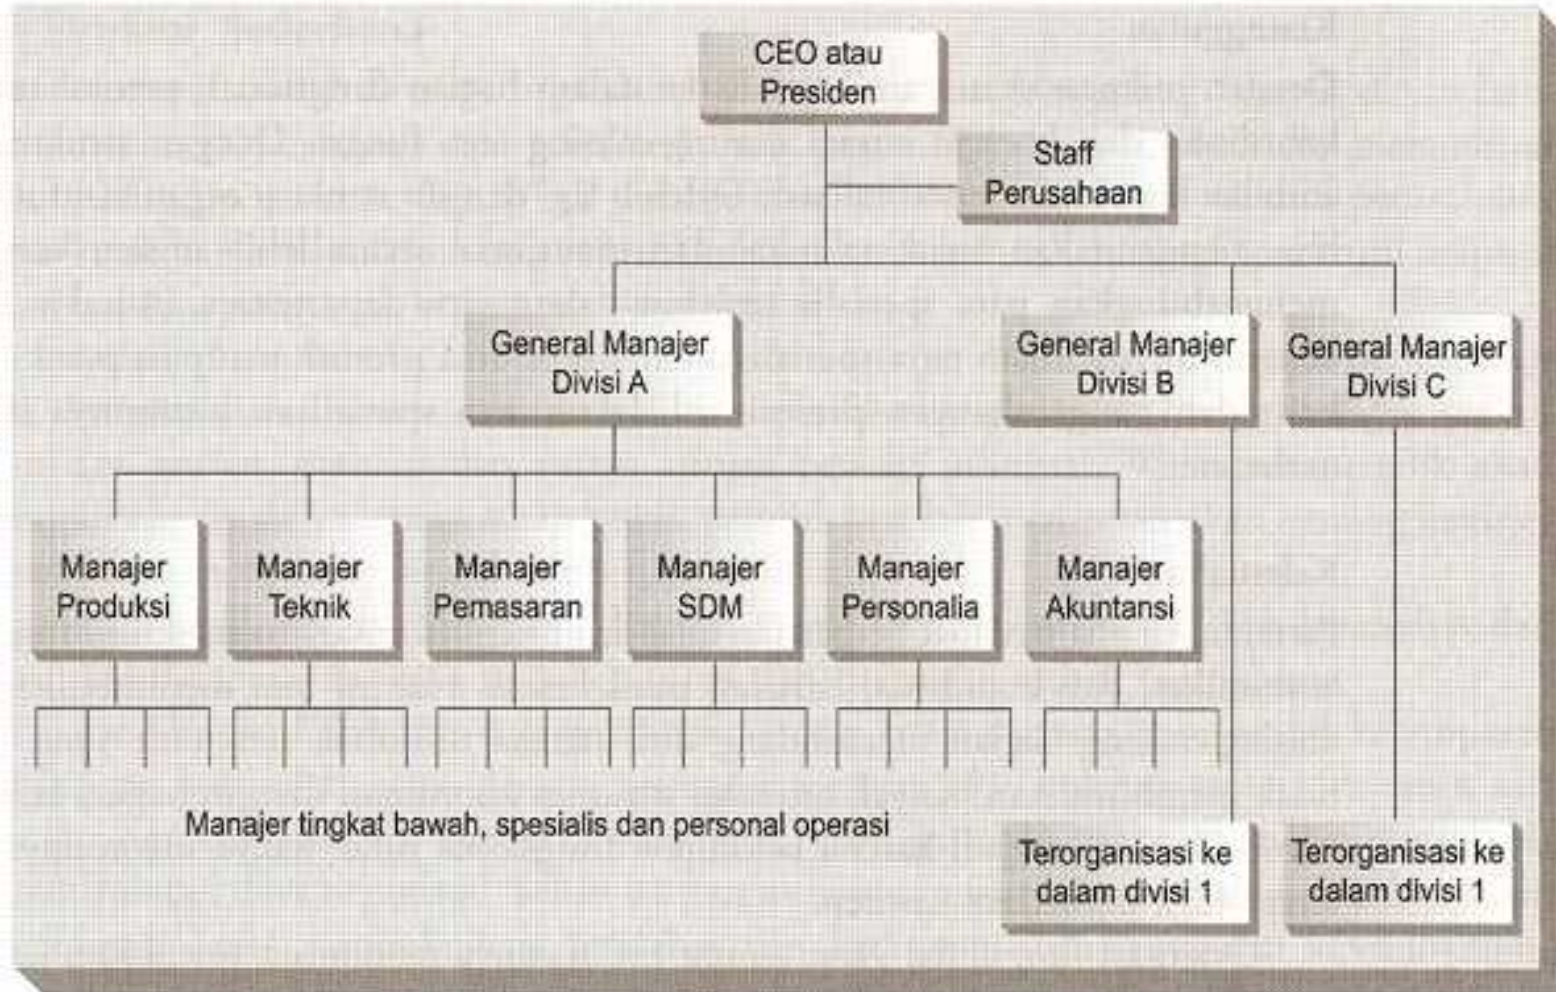 CEO atau
Presiden
Staff
Perusahaan
General Manajer
Divisi A
General Manajer
Divisi B
General Manajer
Divisi C
Manajer
Produksi
Manajer
Teknik
Manajer
Pemasaran
Manajer
SDM
Manajer
Personalia
Manajer
Akuntansi
Manajer tingkat bawah, spesialis dan personal operasi
Terorganisasi ke
dalam divisi 1
Terorganisasi ke
dalam divisi 1